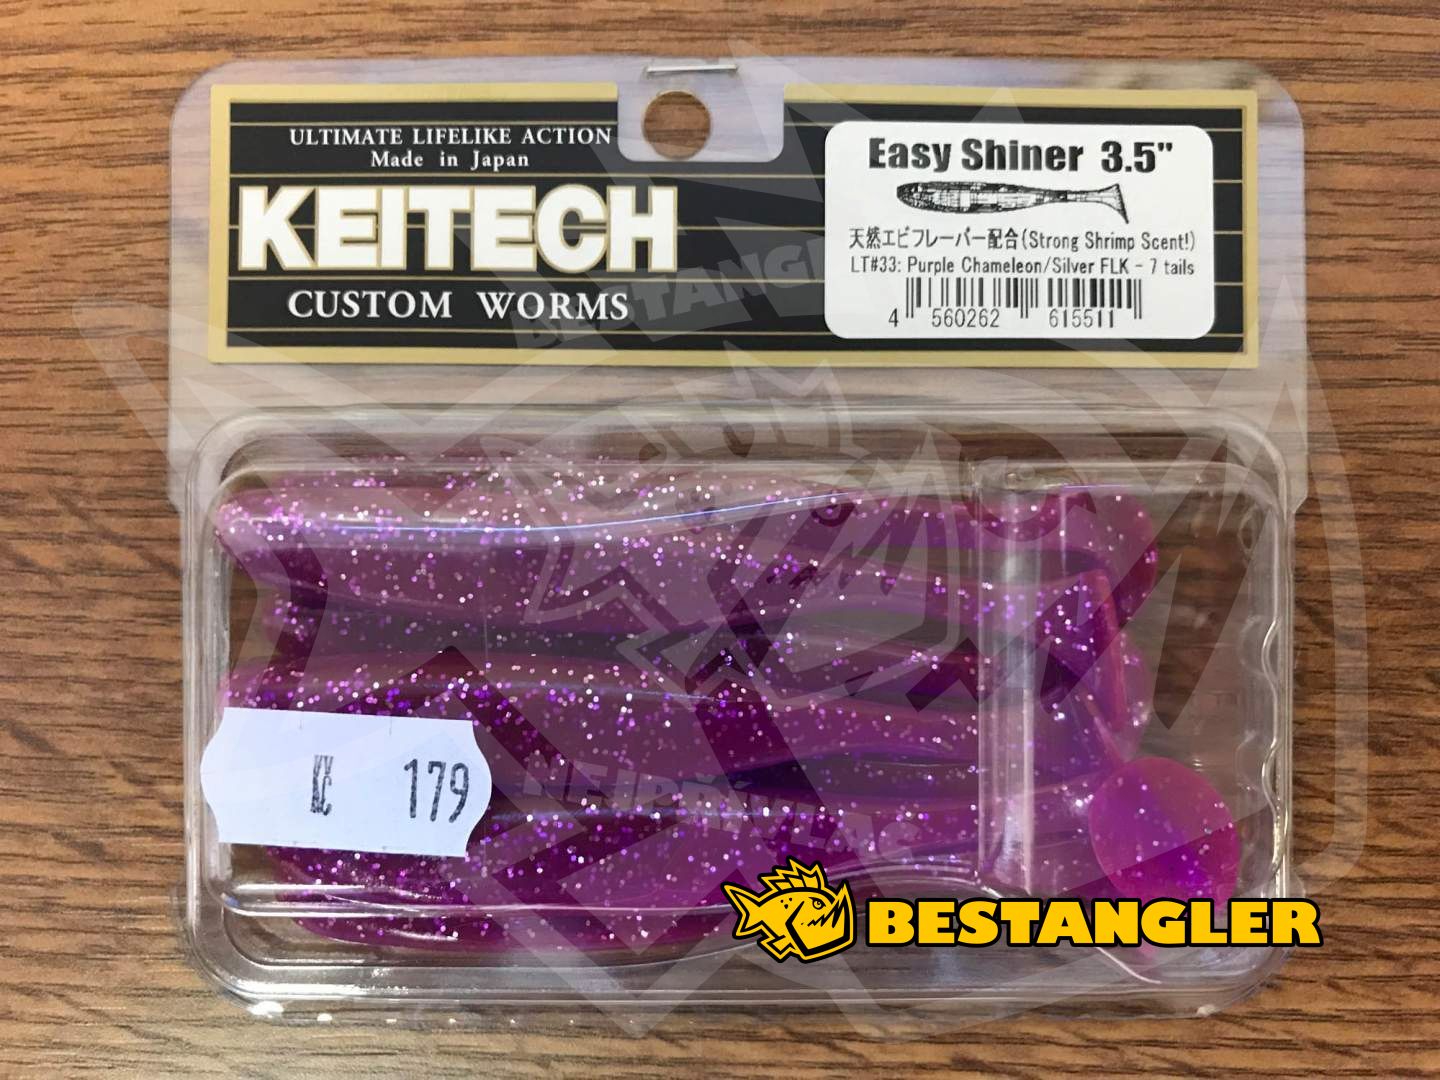 ULTIMATE LIFELIKE ACTION
Made in Japan
KEITECH
CUSTOM WORMS
Easy Shiner 3.5"
天然エビフレーバー配合(Strong Shrimp Scent!)
LT#33: Purple Chameleon/Silver FLK - 7 tails
4 560262 615511
BESTANGLER
Kč 179
NEJPŘÍVLAČ
BESTANGLER